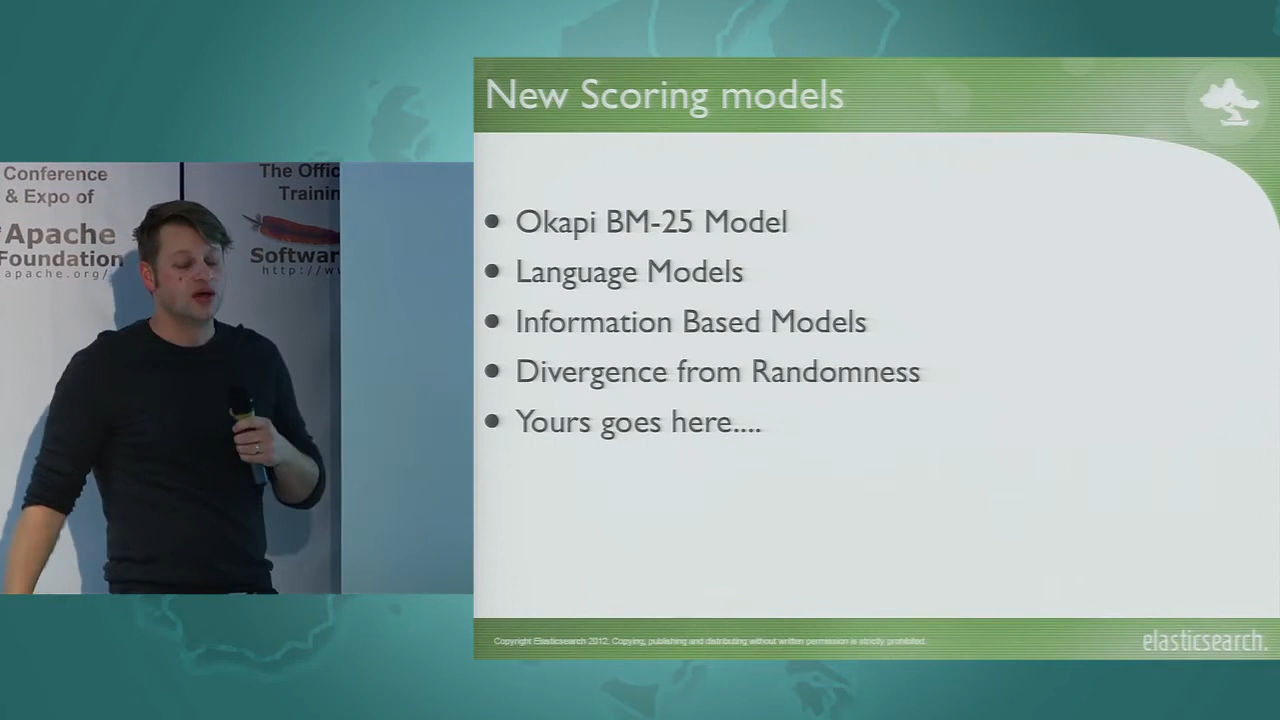 New Scoring models
Okapi BM-25 Model
Language Models
Information Based Models
Divergence from Randomness
Yours goes here....
Copyright Elasticsearch 2012. Copying, publishing and distributing without written permission is strictly prohibited.
elasticsearch.
Conference
& Expo of
Apache
Foundation
apache.org/
The Offic
Trainin
Softwar
http://w